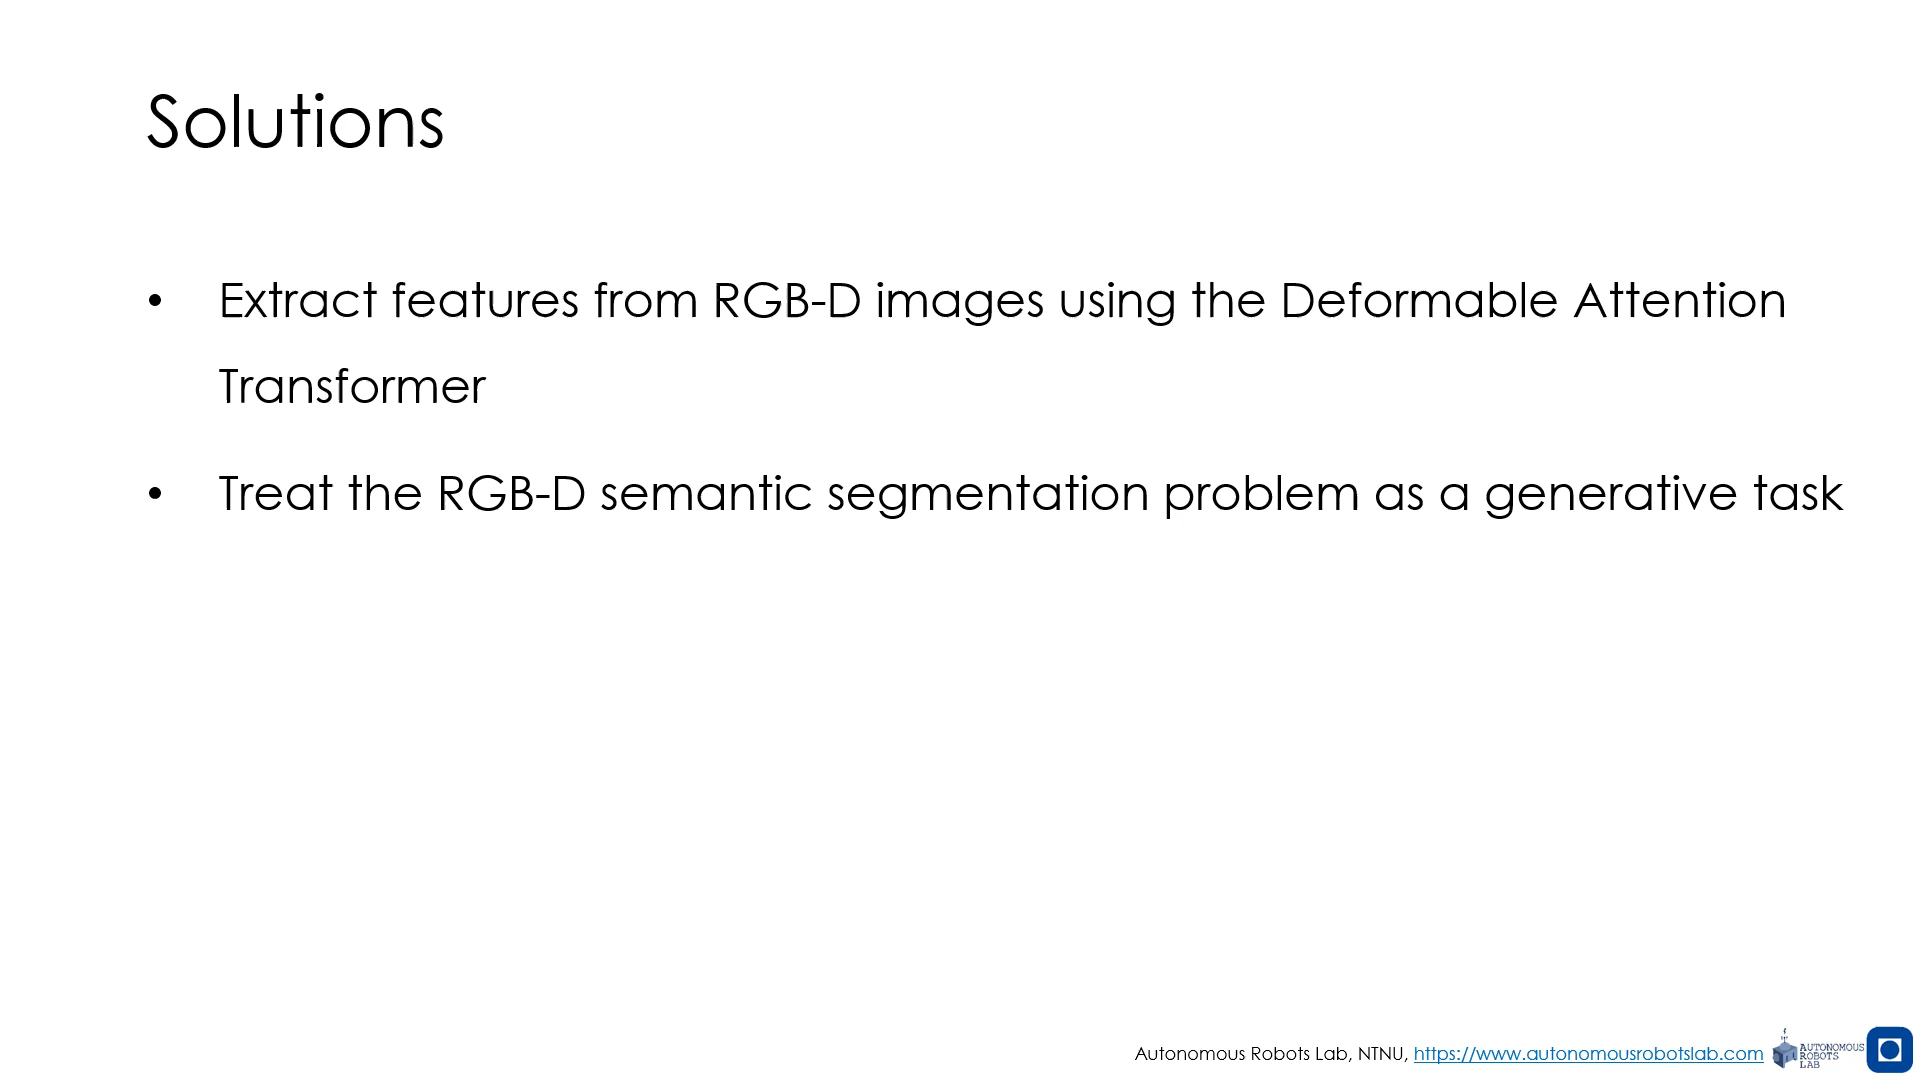 Solutions
• Extract features from RGB-D images using the Deformable Attention
Transformer
• Treat the RGB-D semantic segmentation problem as a generative task
Autonomous Robots Lab, NTNU, https://www.autonomousrobotslab.com
AUTONOMOUS
ROBOTS
LAB